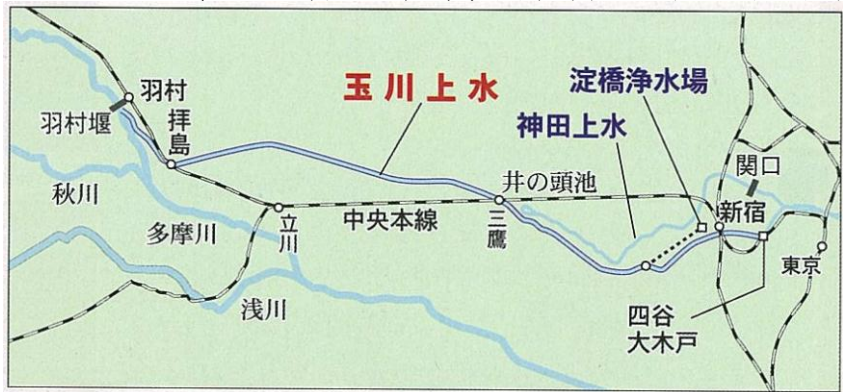 羽村
羽村堰
拝島
玉川上水
淀橋浄水場
神田上水
関口
秋川
井の頭池
新宿
立川
中央本線
三鷹
多摩川
東京
浅川
四谷
大木戸